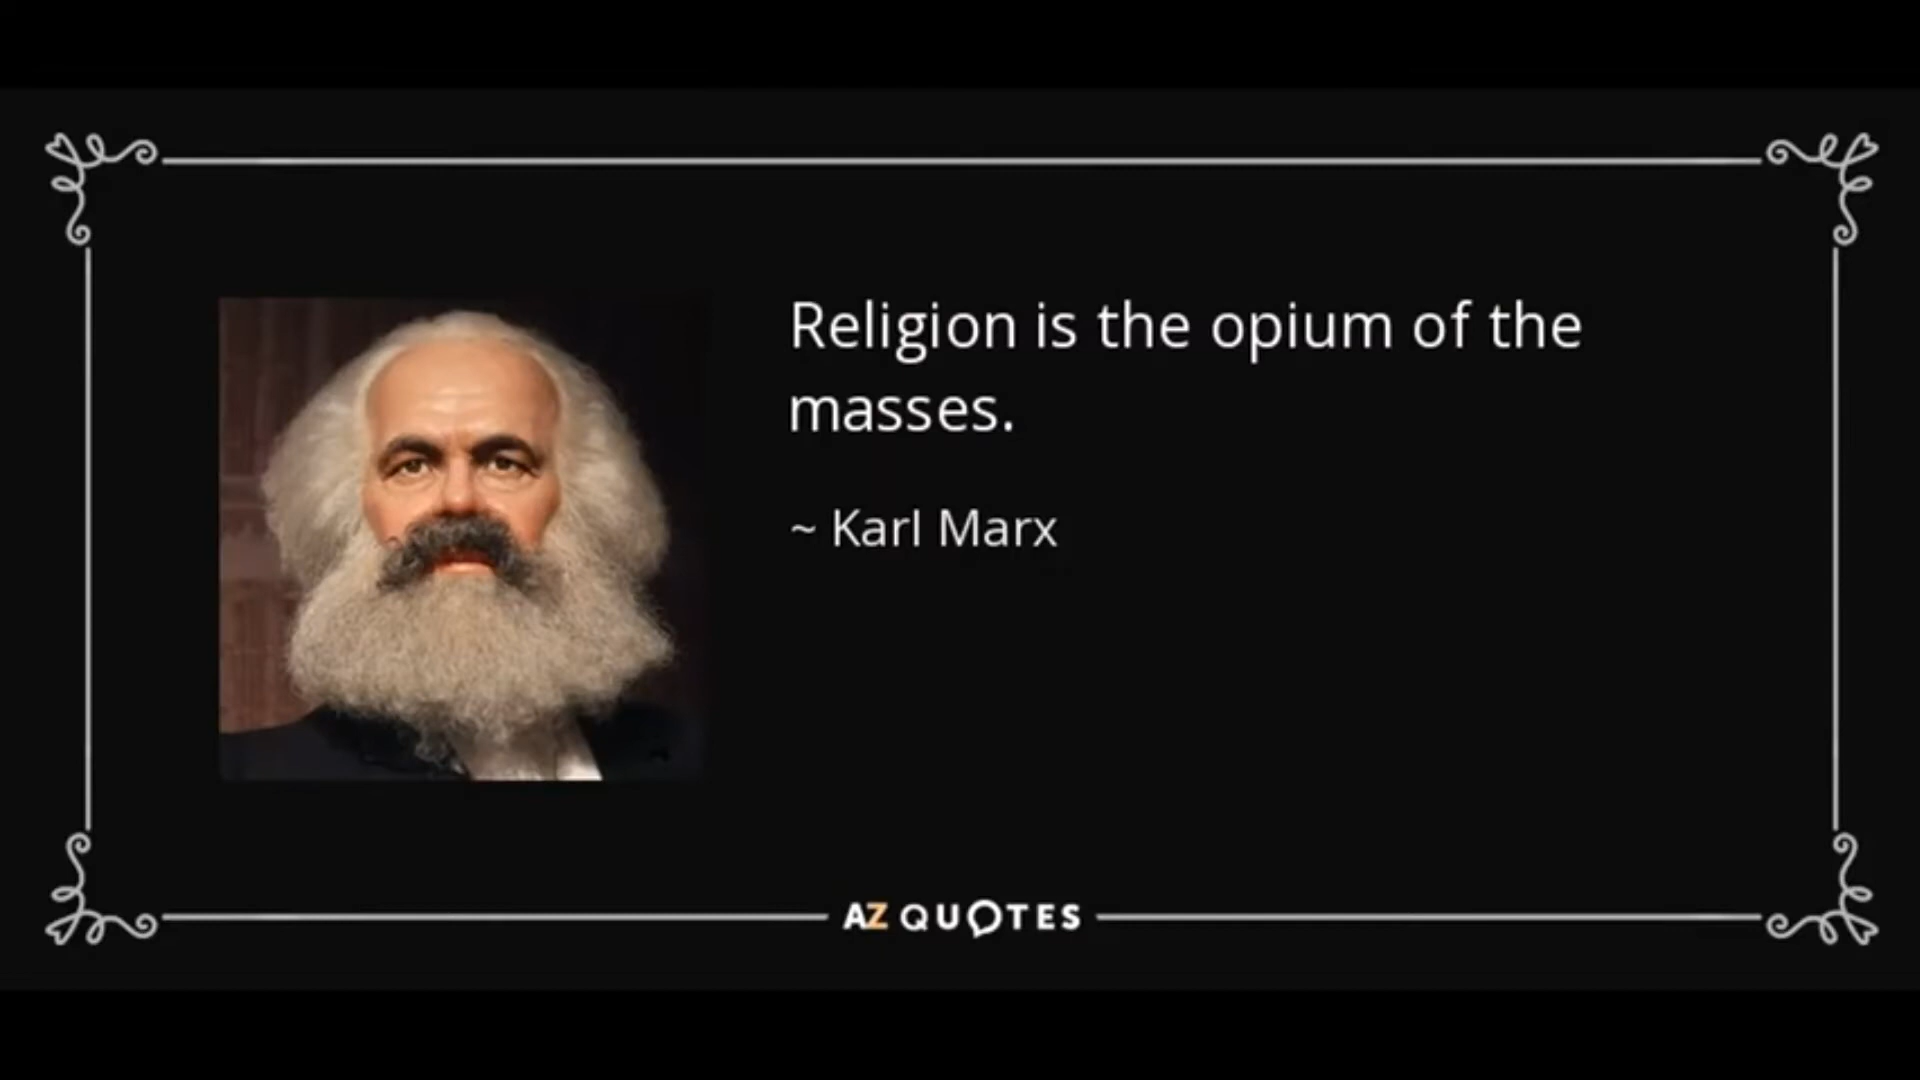 Religion is the opium of the
masses.
~ Karl Marx
AZ QUOTES